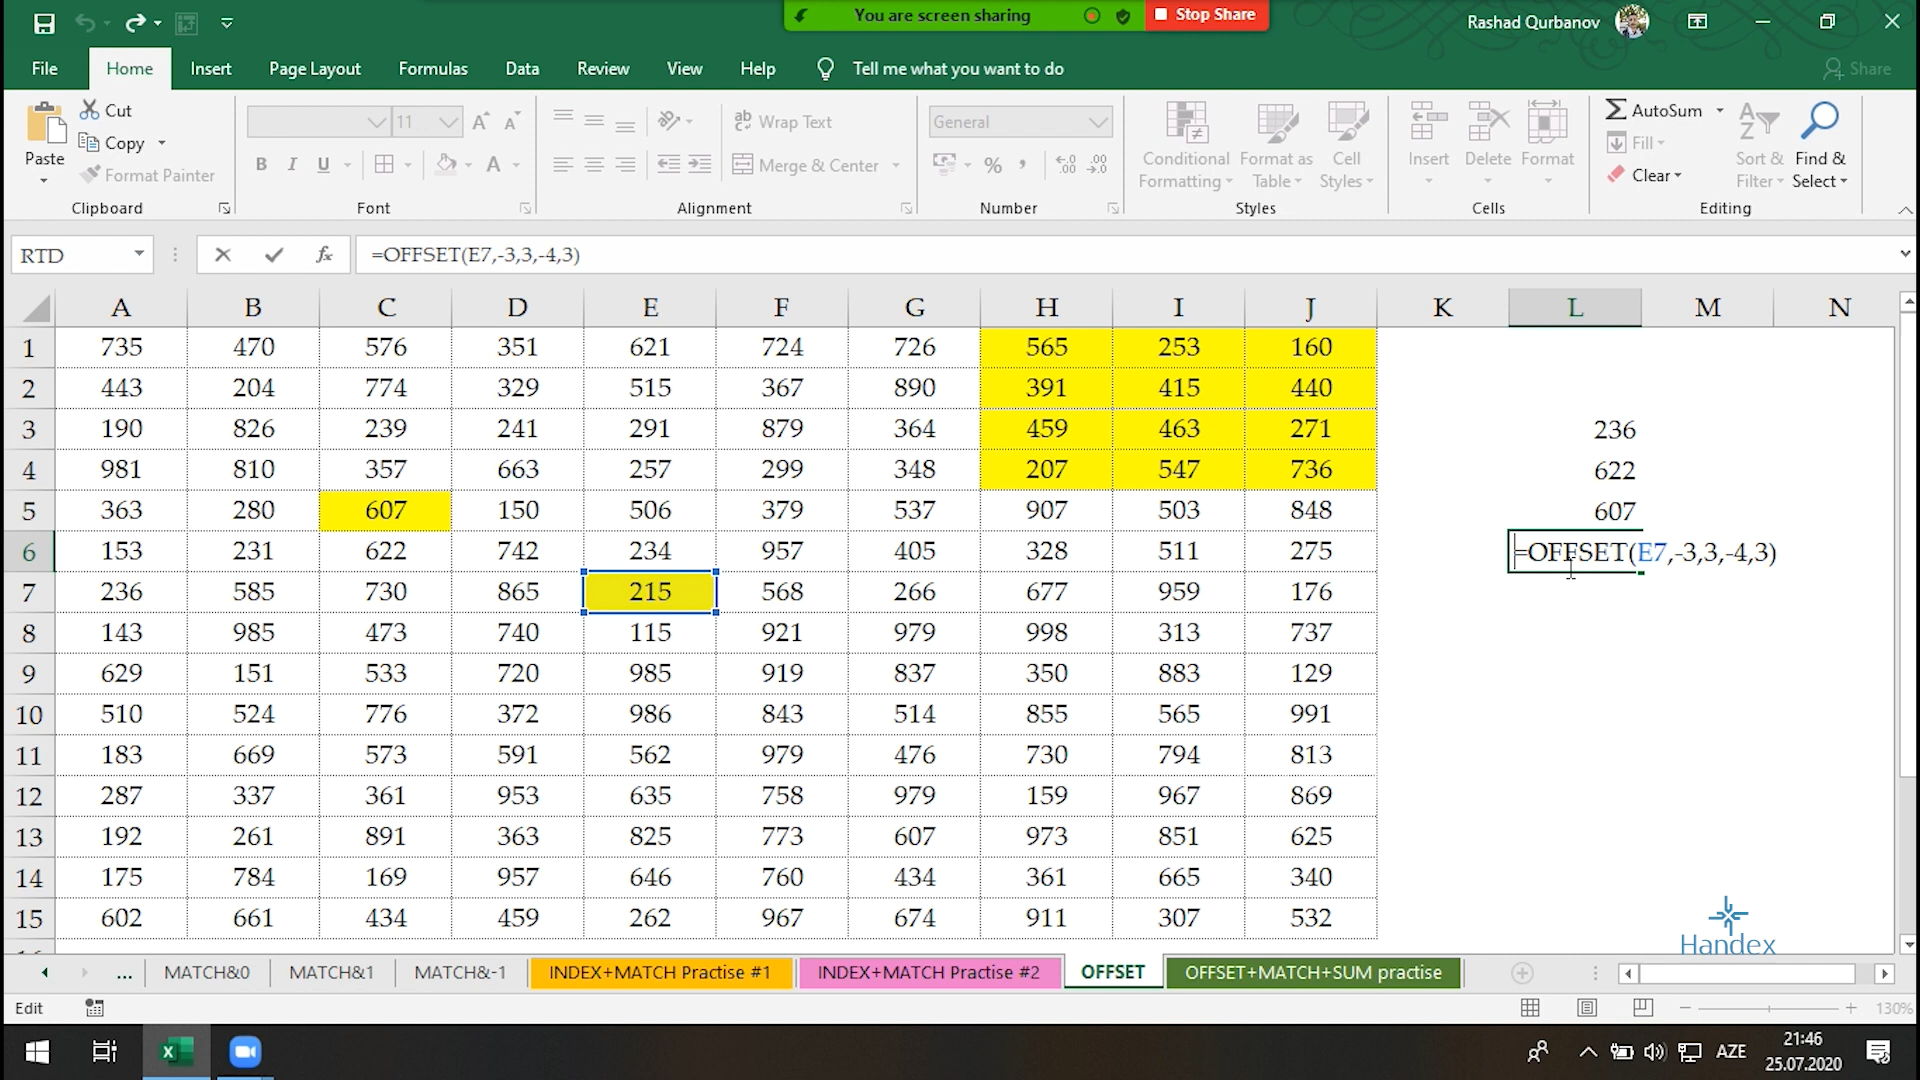 You are screen sharing
Stop Share
Rashad Qurbanov
File Home Insert Page Layout Formulas Data Review View Help Tell me what you want to do Share
Paste
Cut
Copy
Format Painter
11
B I U
Wrap Text
Merge & Center
General
%
Conditional Formatting
Format as Table
Cell Styles
Insert
Delete
Format
AutoSum
Fill
Clear
Sort & Filter
Find & Select
Clipboard Font Alignment Number Styles Cells Editing
RTD fx =OFFSET(E7,-3,3,-4,3)
A B C D E F G H I J K L M N
1 735 470 576 351 621 724 726 565 253 160
2 443 204 774 329 515 367 890 391 415 440
3 190 826 239 241 291 879 364 459 463 271 236
4 981 810 357 663 257 299 348 207 547 736 622
5 363 280 607 150 506 379 537 907 503 848 607
6 153 231 622 742 234 957 405 328 511 275 =OFFSET(E7,-3,3,-4,3)
7 236 585 730 865 215 568 266 677 959 176
8 143 985 473 740 115 921 979 998 313 737
9 629 151 533 720 985 919 837 350 883 129
10 510 524 776 372 986 843 514 855 565 991
11 183 669 573 591 562 979 476 730 794 813
12 287 337 361 953 635 758 979 159 967 869
13 192 261 891 363 825 773 607 973 851 625
14 175 784 169 957 646 760 434 361 665 340
15 602 661 434 459 262 967 674 911 307 532
Handex
... MATCH&0 MATCH&1 MATCH&-1 INDEX+MATCH Practise #1 INDEX+MATCH Practise #2 OFFSET OFFSET+MATCH+SUM practise
Edit 130%
AZE
21:46
25.07.2020